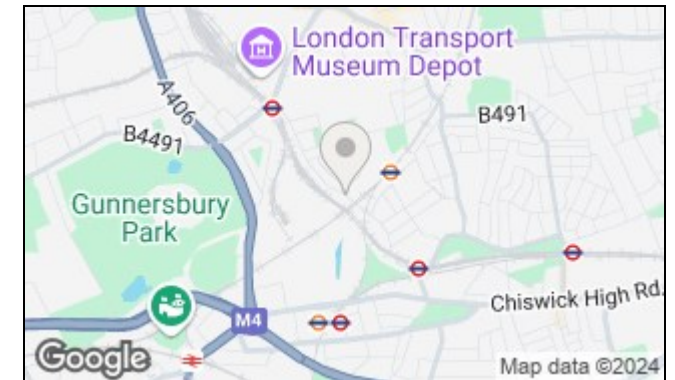 London Transport
Museum Depot
A406
B491
B4491
Gunnersbury
Park
Chiswick High Rd.
M4
Google
Map data ©2024